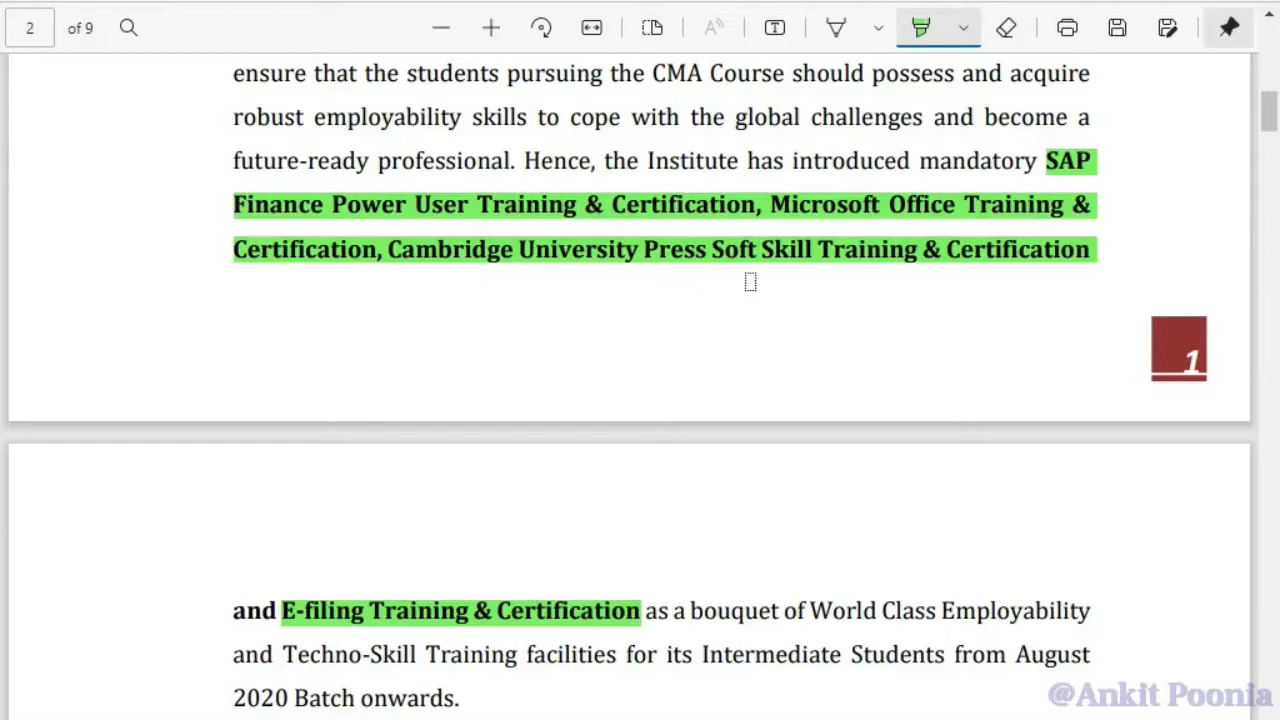 2 of 9
ensure that the students pursuing the CMA Course should possess and acquire
robust employability skills to cope with the global challenges and become a
future-ready professional. Hence, the Institute has introduced mandatory SAP
Finance Power User Training & Certification, Microsoft Office Training &
Certification, Cambridge University Press Soft Skill Training & Certification
1
and E-filing Training & Certification as a bouquet of World Class Employability
and Techno-Skill Training facilities for its Intermediate Students from August
2020 Batch onwards.
@Ankit Poonia